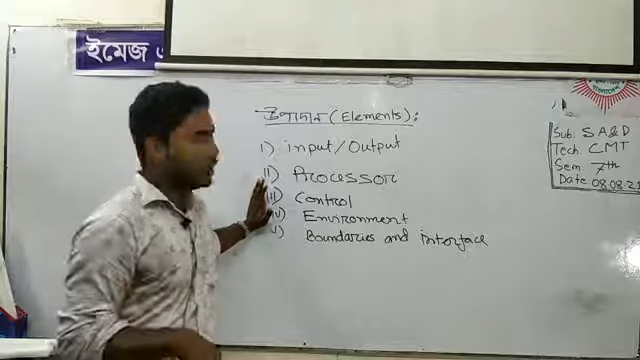 ইমেজ
উপাদান (Elements):
i) Input/Output
ii) Processor
iii) Control
iv) Environment
v) Boundaries and interface
Sub: SA&D
Tech. CMT
Sem 7th
Date 08.08.21